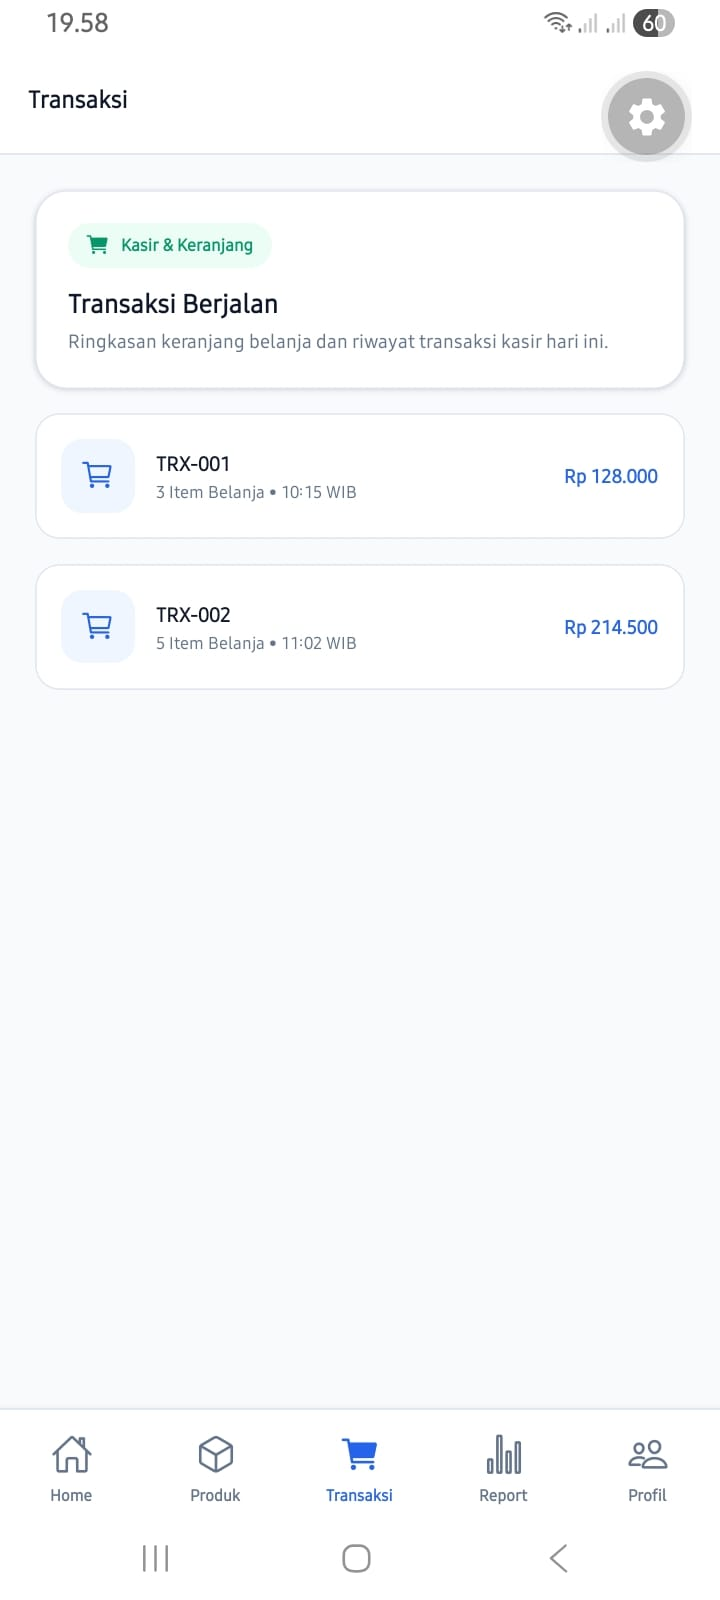 19.58
60
Transaksi
Kasir & Keranjang
Transaksi Berjalan
Ringkasan keranjang belanja dan riwayat transaksi kasir hari ini.
TRX-001
3 Item Belanja • 10:15 WIB
Rp 128.000
TRX-002
5 Item Belanja • 11:02 WIB
Rp 214.500
Home
Produk
Transaksi
Report
Profil